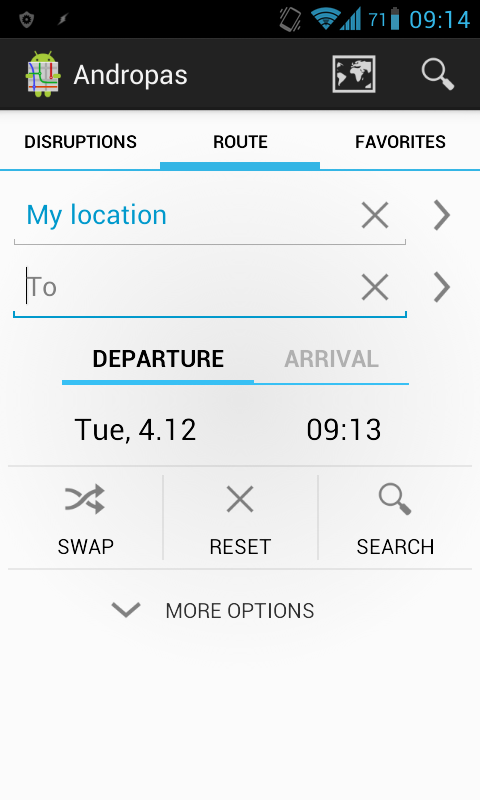 71 09:14
Andropas
DISRUPTIONS ROUTE FAVORITES
My location
To
DEPARTURE ARRIVAL
Tue, 4.12 09:13
SWAP RESET SEARCH
MORE OPTIONS